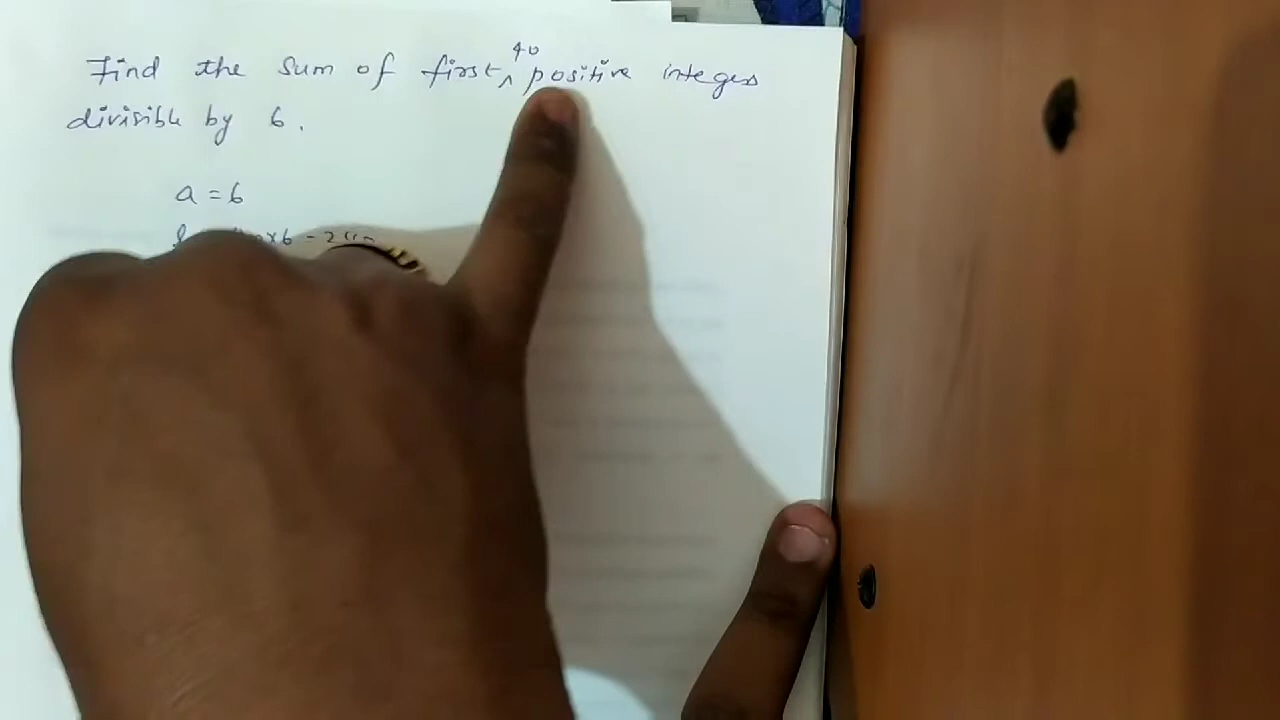 Find the sum of first ^ 40 positive integers
divisible by 6.
a = 6